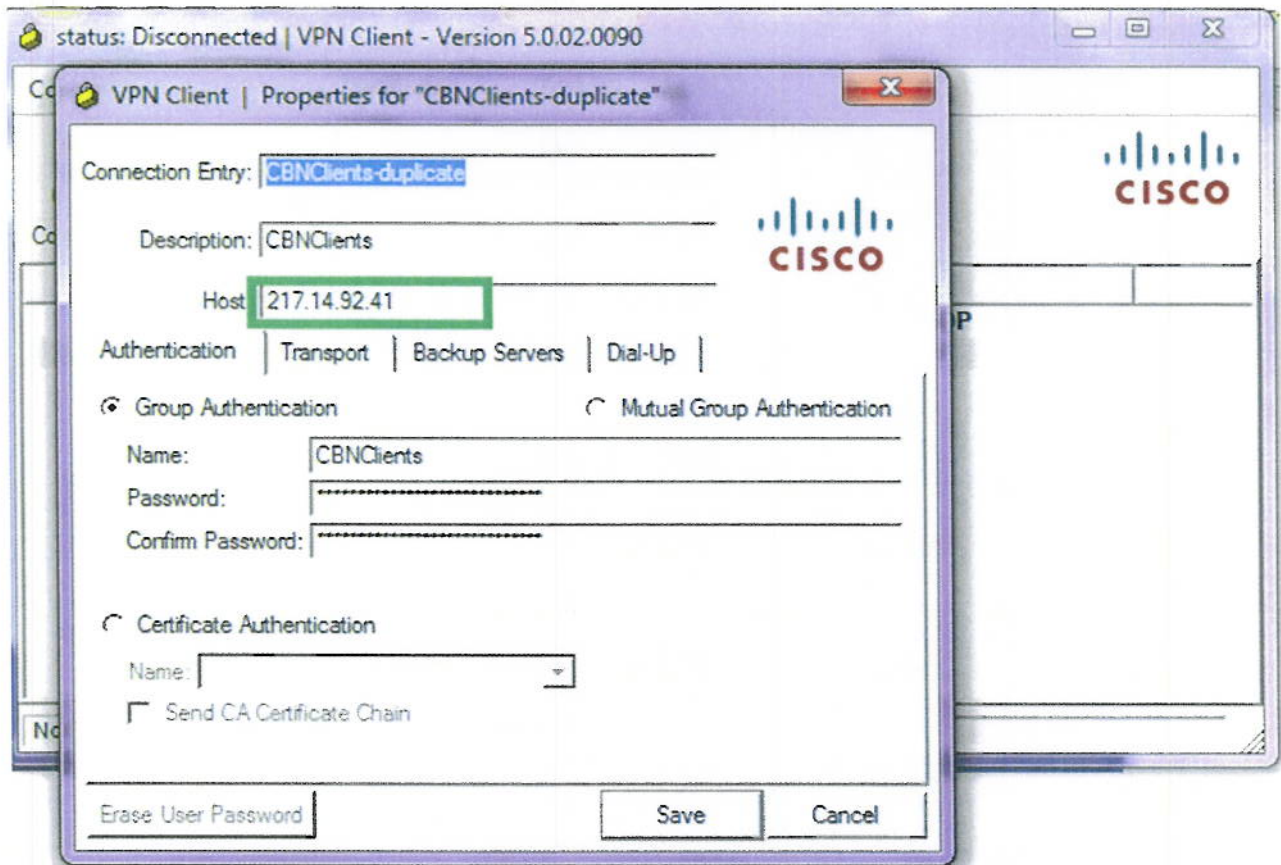 status: Disconnected | VPN Client - Version 5.0.02.0090
VPN Client | Properties for "CBNClients-duplicate"
Connection Entry: CBNClients-duplicate
CISCO
Description: CBNClients
CISCO
Host 217.14.92.41
Authentication Transport Backup Servers Dial-Up
Group Authentication Mutual Group Authentication
Name: CBNClients
Password: ****************************
Confirm Password: ****************************
Certificate Authentication
Name:
Send CA Certificate Chain
Erase User Password Save Cancel